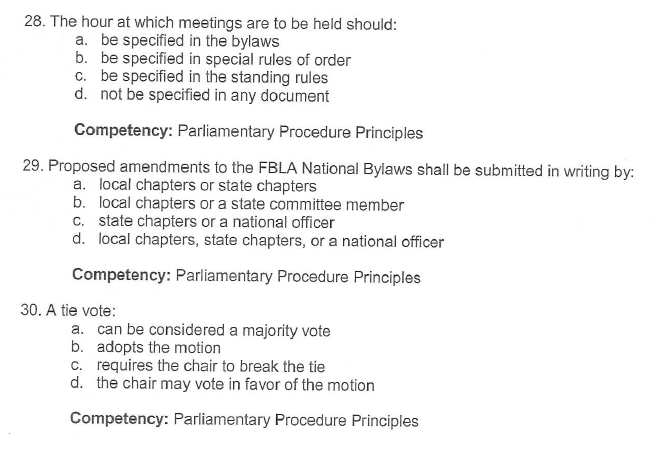 28. The hour at which meetings are to be held should:
a. be specified in the bylaws
b. be specified in special rules of order
c. be specified in the standing rules
d. not be specified in any document
Competency: Parliamentary Procedure Principles
29. Proposed amendments to the FBLA National Bylaws shall be submitted in writing by:
a. local chapters or state chapters
b. local chapters or a state committee member
c. state chapters or a national officer
d. local chapters, state chapters, or a national officer
Competency: Parliamentary Procedure Principles
30. A tie vote:
a. can be considered a majority vote
b. adopts the motion
c. requires the chair to break the tie
d. the chair may vote in favor of the motion
Competency: Parliamentary Procedure Principles